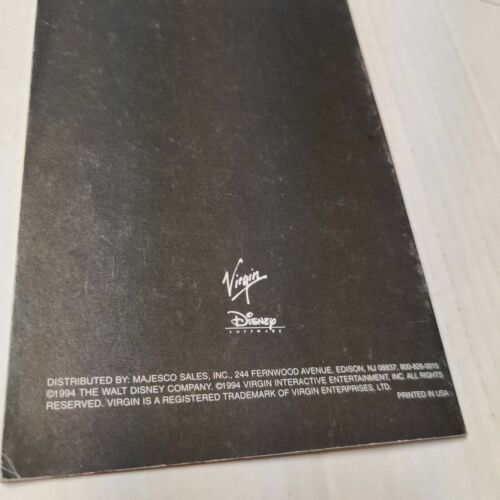 Virgin
Disney
SOFTWARE
DISTRIBUTED BY: MAJESCO SALES, INC., 244 FERNWOOD AVENUE, EDISON, NJ 08837, 800-826-0015
©1994 THE WALT DISNEY COMPANY. ©1994 VIRGIN INTERACTIVE ENTERTAINMENT, INC. ALL RIGHTS
RESERVED. VIRGIN IS A REGISTERED TRADEMARK OF VIRGIN ENTERPRISES, LTD.
PRINTED IN USA